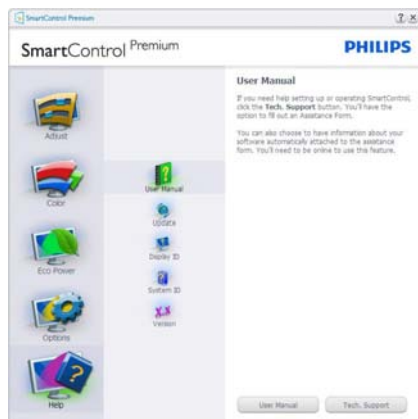 SmartControl Premium
SmartControl Premium
PHILIPS
Adjust
Color
Eco Power
Options
Help
User Manual
Update
Display ID
System ID
Version
User Manual
If you need help setting up or operating SmartControl,
click the Tech. Support button. You'll have the
option to fill out an Assistance Form.
You can also choose to have information about your
software automatically attached to the assistance
form. You'll need to be online to use this feature.
User Manual
Tech. Support